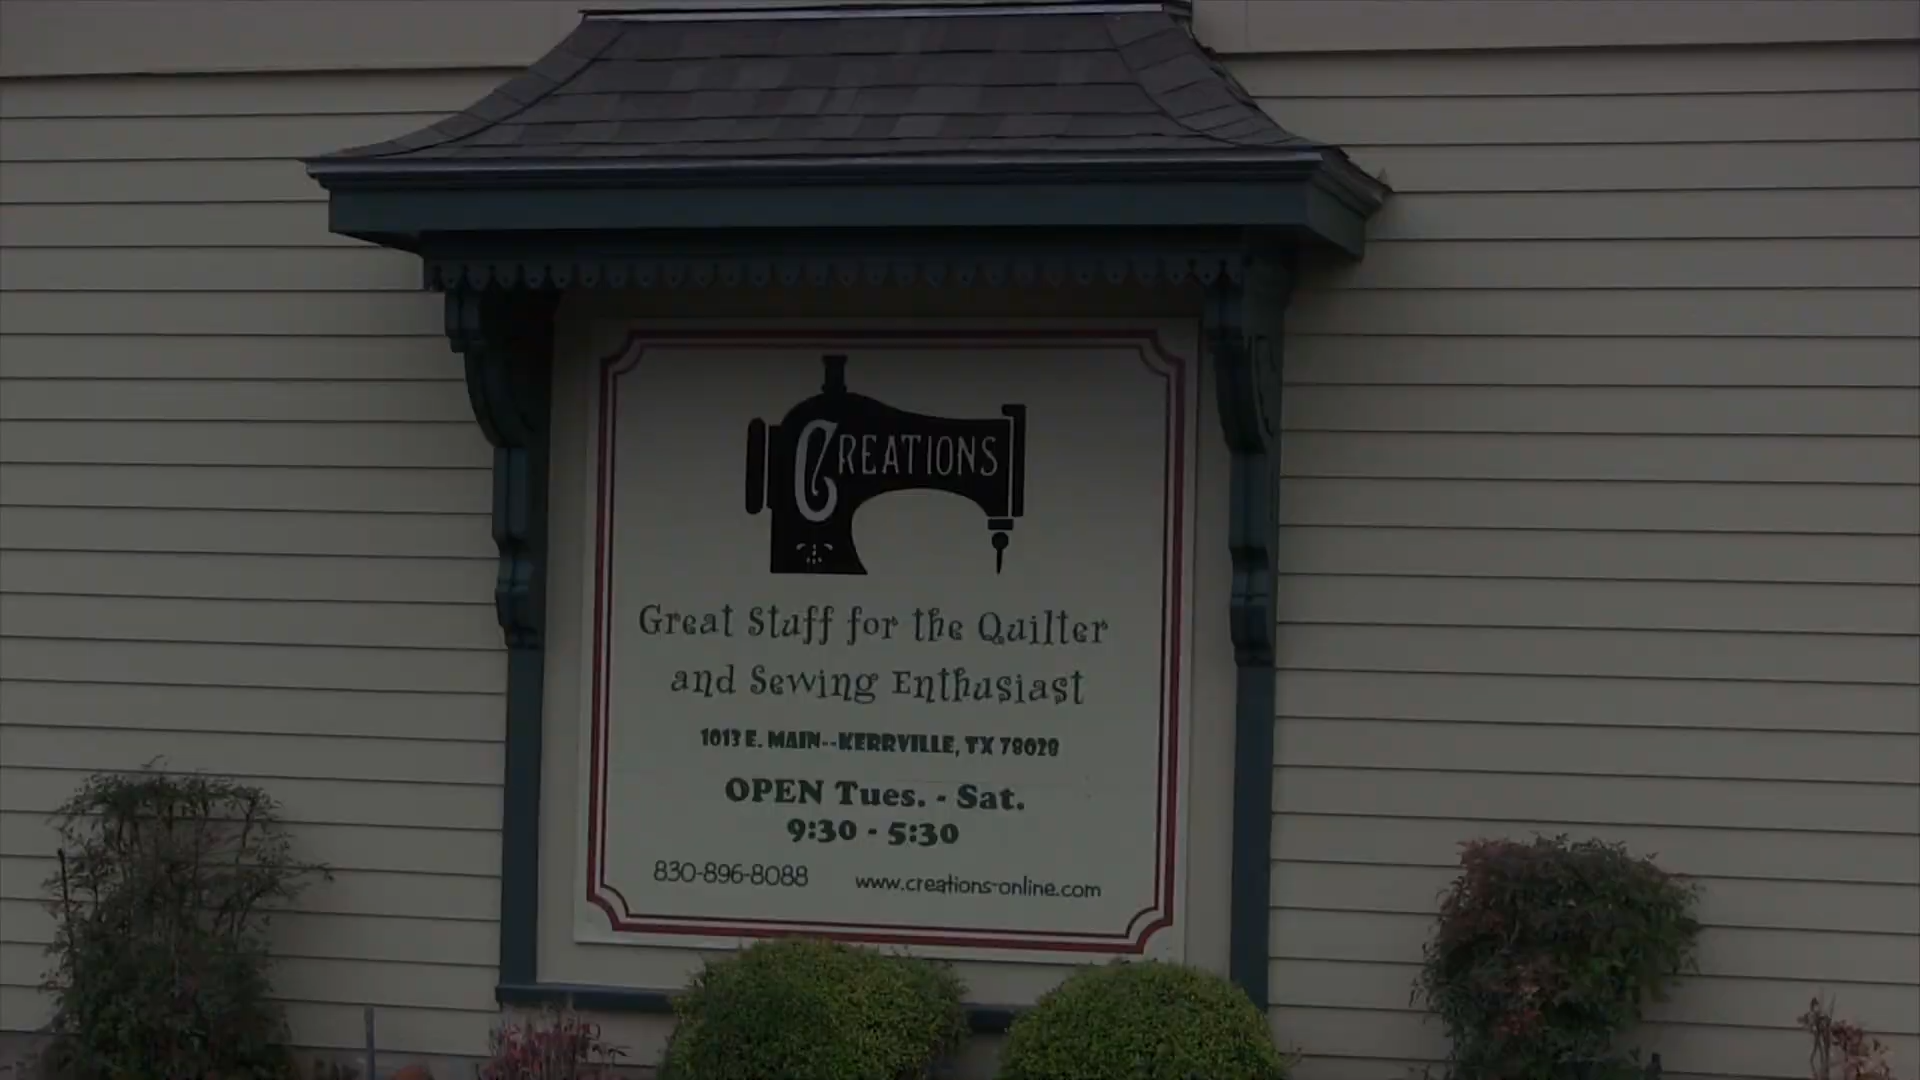 CREATIONS
Great Stuff for the Quilter
and Sewing Enthusiast
1013 E. MAIN--KERRVILLE, TX 78028
OPEN Tues. - Sat.
9:30 - 5:30
830-896-8088 www.creations-online.com